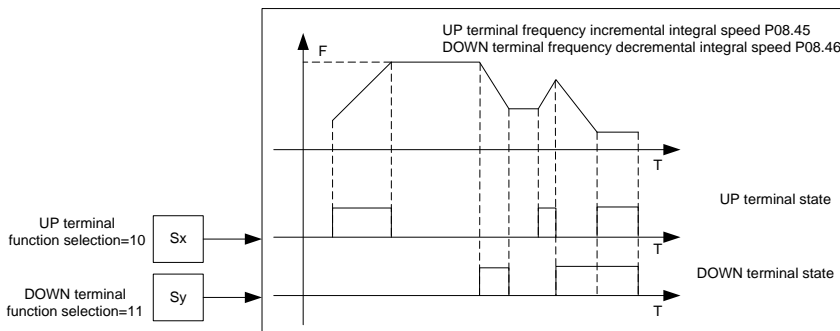 UP terminal frequency incremental integral speed P08.45
DOWN terminal frequency decremental integral speed P08.46
F
T
UP terminal state
UP terminal
function selection=10
Sx
T
DOWN terminal state
DOWN terminal
function selection=11
Sy
T